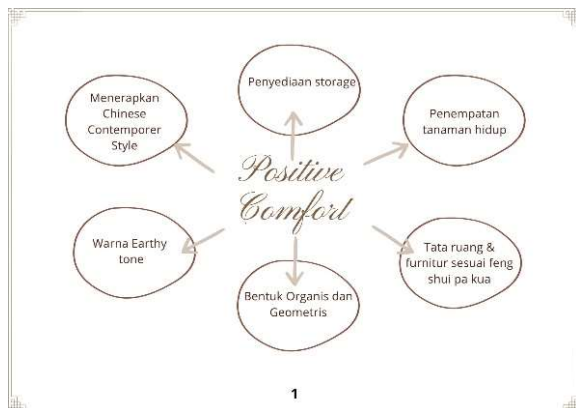 Penyediaan storage
Menerapkan
Chinese
Contemporer
Style
Penempatan
tanaman hidup
Positive
Comfort
Warna Earthy
tone
Tata ruang &
furnitur sesuai feng
shui pa kua
Bentuk Organis dan
Geometris
1